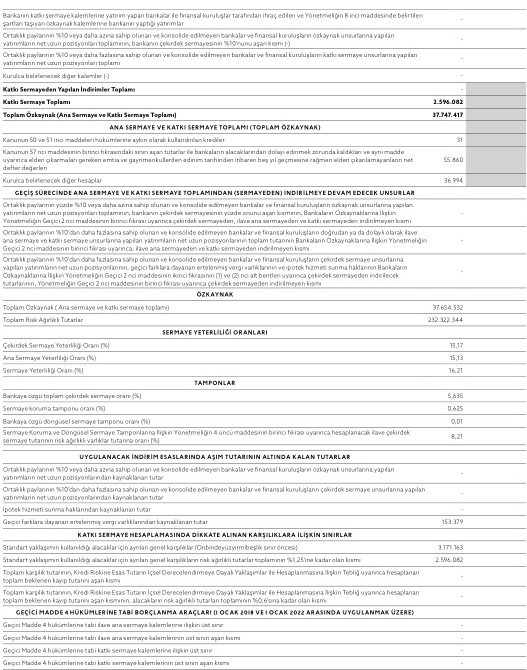 Bankanın katkı sermaye kalemlerine yatırım yapan bankalar ile finansal kuruluşlar tarafından ihraç edilen ve Yönetmeliğin 8 inci maddesinde belirtilen
şartları taşıyan özkaynak kalemlerine bankanın yaptığı yatırımlar -
Ortaklık paylarının %10 veya daha azına sahip olunan ve konsolide edilmeyen bankalar ve finansal kuruluşların özkaynak unsurlarına yapılan
yatırımların net uzun pozisyonları toplamının, bankanın çekirdek sermayesinin %10'nunu aşan kısmı (-) -
Ortaklık paylarının %10 veya daha fazlasına sahip olunan ve konsolide edilmeyen bankalar ve finansal kuruluşların katkı sermaye unsurlarına yapılan
yatırımların net uzun pozisyonları toplamı -
Kurulca belirlenecek diğer kalemler (-) -
Katkı Sermayeden Yapılan İndirimler Toplamı -
Katkı Sermaye Toplamı 2.596.082
Toplam Özkaynak (Ana Sermaye ve Katkı Sermaye Toplamı) 37.747.417
ANA SERMAYE VE KATKI SERMAYE TOPLAMI (TOPLAM ÖZKAYNAK)
Kanunun 50 ve 51 inci maddeleri hükümlerine aykırı olarak kullandırılan krediler 31
Kanunun 57 nci maddesinin birinci fıkrasındaki sınırı aşan tutarlar ile bankaların alacaklarından dolayı edinmek zorunda kaldıkları ve aynı madde
uyarınca elden çıkarmaları gereken emtia ve gayrimenkullerden edinim tarihinden itibaren beş yıl geçmesine rağmen elden çıkarılamayanların net
defter değerleri 55.860
Kurulca belirlenecek diğer hesaplar 36.994
GEÇİŞ SÜRECİNDE ANA SERMAYE VE KATKI SERMAYE TOPLAMINDAN (SERMAYEDEN) İNDİRİLMEYE DEVAM EDECEK UNSURLAR
Ortaklık paylarının yüzde %10 veya daha azına sahip olunan ve konsolide edilmeyen bankalar ve finansal kuruluşların özkaynak unsurlarına yapılan
yatırımların net uzun pozisyonları toplamının, bankanın çekirdek sermayesinin yüzde onunu aşan kısmının, Bankaların Özkaynaklarına İlişkin
Yönetmeliğin Geçici 2 nci maddesinin birinci fıkrası uyarınca çekirdek sermayeden, ilave ana sermayeden ve katkı sermayeden indirilmeyen kısmı -
Ortaklık paylarının %10'dan daha fazlasına sahip olunan ve konsolide edilmeyen bankalar ve finansal kuruluşların doğrudan ya da dolaylı olarak ilave
ana sermaye ve katkı sermaye unsurlarına yapılan yatırımların net uzun pozisyonlarının toplam tutarının Bankaların Özkaynaklarına İlişkin Yönetmeliğin
Geçici 2 nci maddesinin birinci fıkrası uyarınca, ilave ana sermayeden ve katkı sermayeden indirilmeyen kısmı -
Ortaklık paylarının %10'dan daha fazlasına sahip olunan ve konsolide edilmeyen bankalar ve finansal kuruluşların çekirdek sermaye unsurlarına
yapılan yatırımların net uzun pozisyonlarının, geçici farklara dayanan ertelenmiş vergi varlıklarının ve ipotek hizmeti sunma haklarının Bankaların
Özkaynaklarına İlişkin Yönetmeliğin Geçici 2 nci maddesinin birinci fıkrasının (1) ve (2) nci alt bentleri uyarınca çekirdek sermayeden indirilecek
tutarlarının, Yönetmeliğin Geçici 2 nci maddesinin birinci fıkrası uyarınca çekirdek sermayeden indirilmeyen kısmı -
ÖZKAYNAK
Toplam Özkaynak ( Ana sermaye ve katkı sermaye toplamı) 37.654.532
Toplam Risk Ağırlıklı Tutarlar 232.322.344
SERMAYE YETERLİLİĞİ ORANLARI
Çekirdek Sermaye Yeterliliği Oranı (%) 15,17
Ana Sermaye Yeterliliği Oranı (%) 15,13
Sermaye Yeterliliği Oranı (%) 16,21
TAMPONLAR
Bankaya özgü toplam çekirdek sermaye oranı (%) 5,635
Sermaye koruma tamponu oranı (%) 0,625
Bankaya özgü döngüsel sermaye tamponu oranı (%) 0,01
Sermaye Koruma ve Döngüsel Sermaye Tamponlarına İlişkin Yönetmeliğin 4 üncü maddesinin birinci fıkrası uyarınca hesaplanacak ilave çekirdek
sermaye tutarının risk ağırlıklı varlıklar tutarına oranı (%) 8,21
UYGULANACAK İNDİRİM ESASLARINDA AŞIM TUTARININ ALTINDA KALAN TUTARLAR
Ortaklık paylarının %10 veya daha azına sahip olunan ve konsolide edilmeyen bankalar ve finansal kuruluşların özkaynak unsurlarına yapılan
yatırımların net uzun pozisyonlarından kaynaklanan tutar -
Ortaklık paylarının %10'dan daha fazlasına sahip olunan ve konsolide edilmeyen bankalar ve finansal kuruluşların çekirdek sermaye unsurlarına yapılan
yatırımların net uzun pozisyonlarından kaynaklanan tutar -
İpotek hizmeti sunma haklarından kaynaklanan tutar -
Geçici farklara dayanan ertelenmiş vergi varlıklarından kaynaklanan tutar 153.379
KATKI SERMAYE HESAPLAMASINDA DİKKATE ALINAN KARŞILIKLARA İLİŞKİN SINIRLAR
Standart yaklaşımın kullanıldığı alacaklar için ayrılan genel karşılıklar (Onbindeyüzyirmibeşlik sınır öncesi) 3.171.163
Standart yaklaşımın kullanıldığı alacaklar için ayrılan genel karşılıkların risk ağırlıklı tutarlar toplamının %1,25'ine kadar olan kısmı 2.596.082
Toplam karşılık tutarının, Kredi Riskine Esas Tutarın İçsel Derecelendirmeye Dayalı Yaklaşımlar ile Hesaplanmasına İlişkin Tebliğ uyarınca hesaplanan
toplam beklenen kayıp tutarını aşan kısmı -
Toplam karşılık tutarının, Kredi Riskine Esas Tutarın İçsel Derecelendirmeye Dayalı Yaklaşımlar ile Hesaplanmasına İlişkin Tebliğ uyarınca hesaplanan
toplam beklenen kayıp tutarını aşan kısmının, alacakların risk ağırlıklı tutarları toplamının %0,6'sına kadar olan kısmı -
GEÇİCİ MADDE 4 HÜKÜMLERİNE TABİ BORÇLANMA ARAÇLARI (1 OCAK 2018 VE 1 OCAK 2022 ARASINDA UYGULANMAK ÜZERE)
Geçici Madde 4 hükümlerine tabi ilave ana sermaye kalemlerine ilişkin üst sınır -
Geçici Madde 4 hükümlerine tabi ilave ana sermaye kalemlerinin üst sınırı aşan kısmı -
Geçici Madde 4 hükümlerine tabi katkı sermaye kalemlerine ilişkin üst sınır -
Geçici Madde 4 hükümlerine tabi katkı sermaye kalemlerinin üst sınırı aşan kısmı -